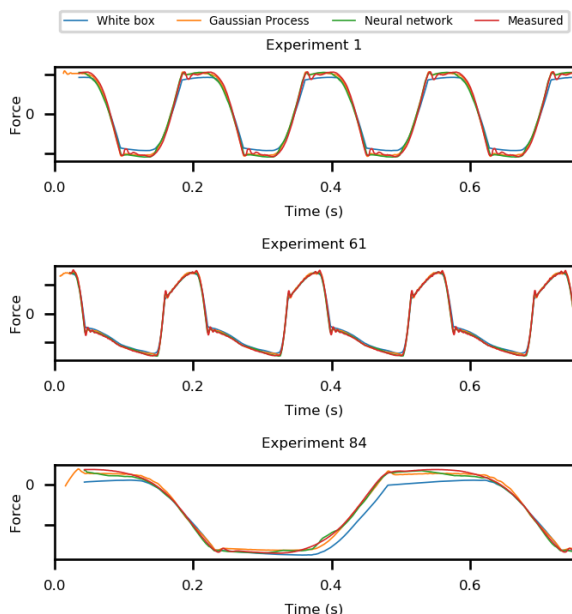 White box Gaussian Process Neural network Measured
Experiment 1
Force
0
0.0 0.2 0.4 0.6
Time (s)
Experiment 61
Force
0
0.0 0.2 0.4 0.6
Time (s)
Experiment 84
Force
0
0.0 0.2 0.4 0.6
Time (s)